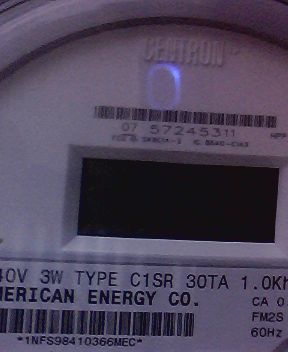 CENTRON
07 57245311
40V 3W TYPE C1SR 30TA 1.0Kh
MERICAN ENERGY CO.
CA 0.
FM2S
60Hz
*1NFS98410366MEC*